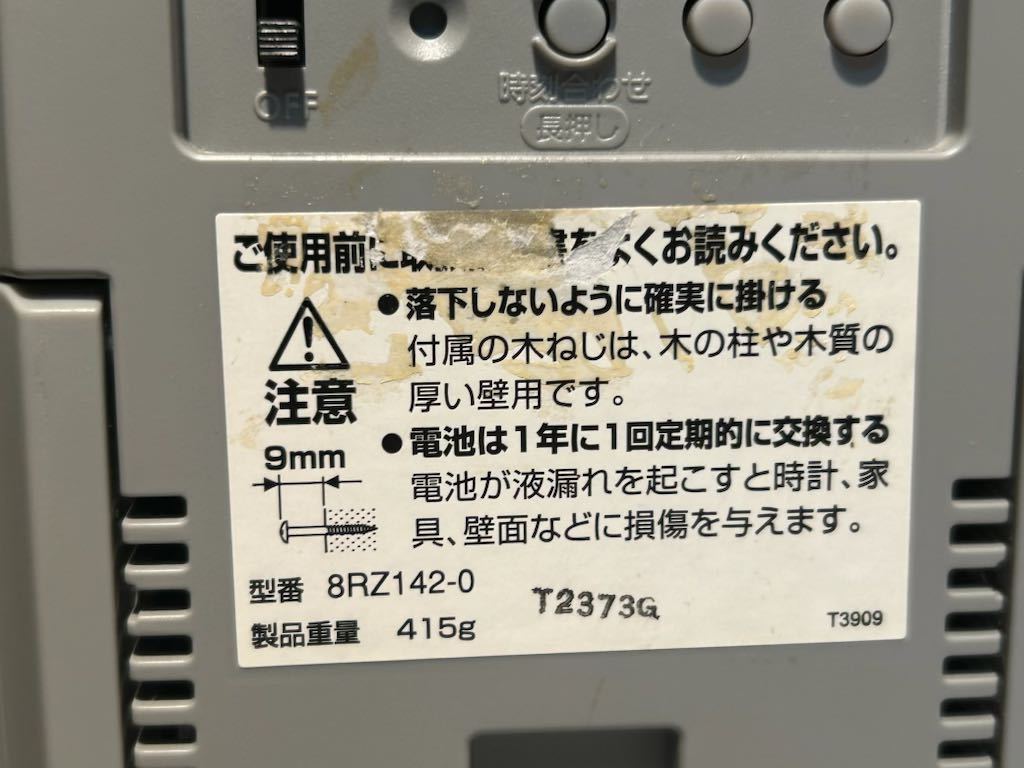 OFF
時刻合わせ
長押し
ご使用前に取 をよくお読みください。
●落下しないように確実に掛ける
付属の木ねじは、木の柱や木質の
厚い壁用です。
注意
●電池は1年に1回定期的に交換する
9mm
電池が液漏れを起こすと時計、家
具、壁面などに損傷を与えます。
型番 8RZ142-0
T2373G
製品重量 415g
T3909